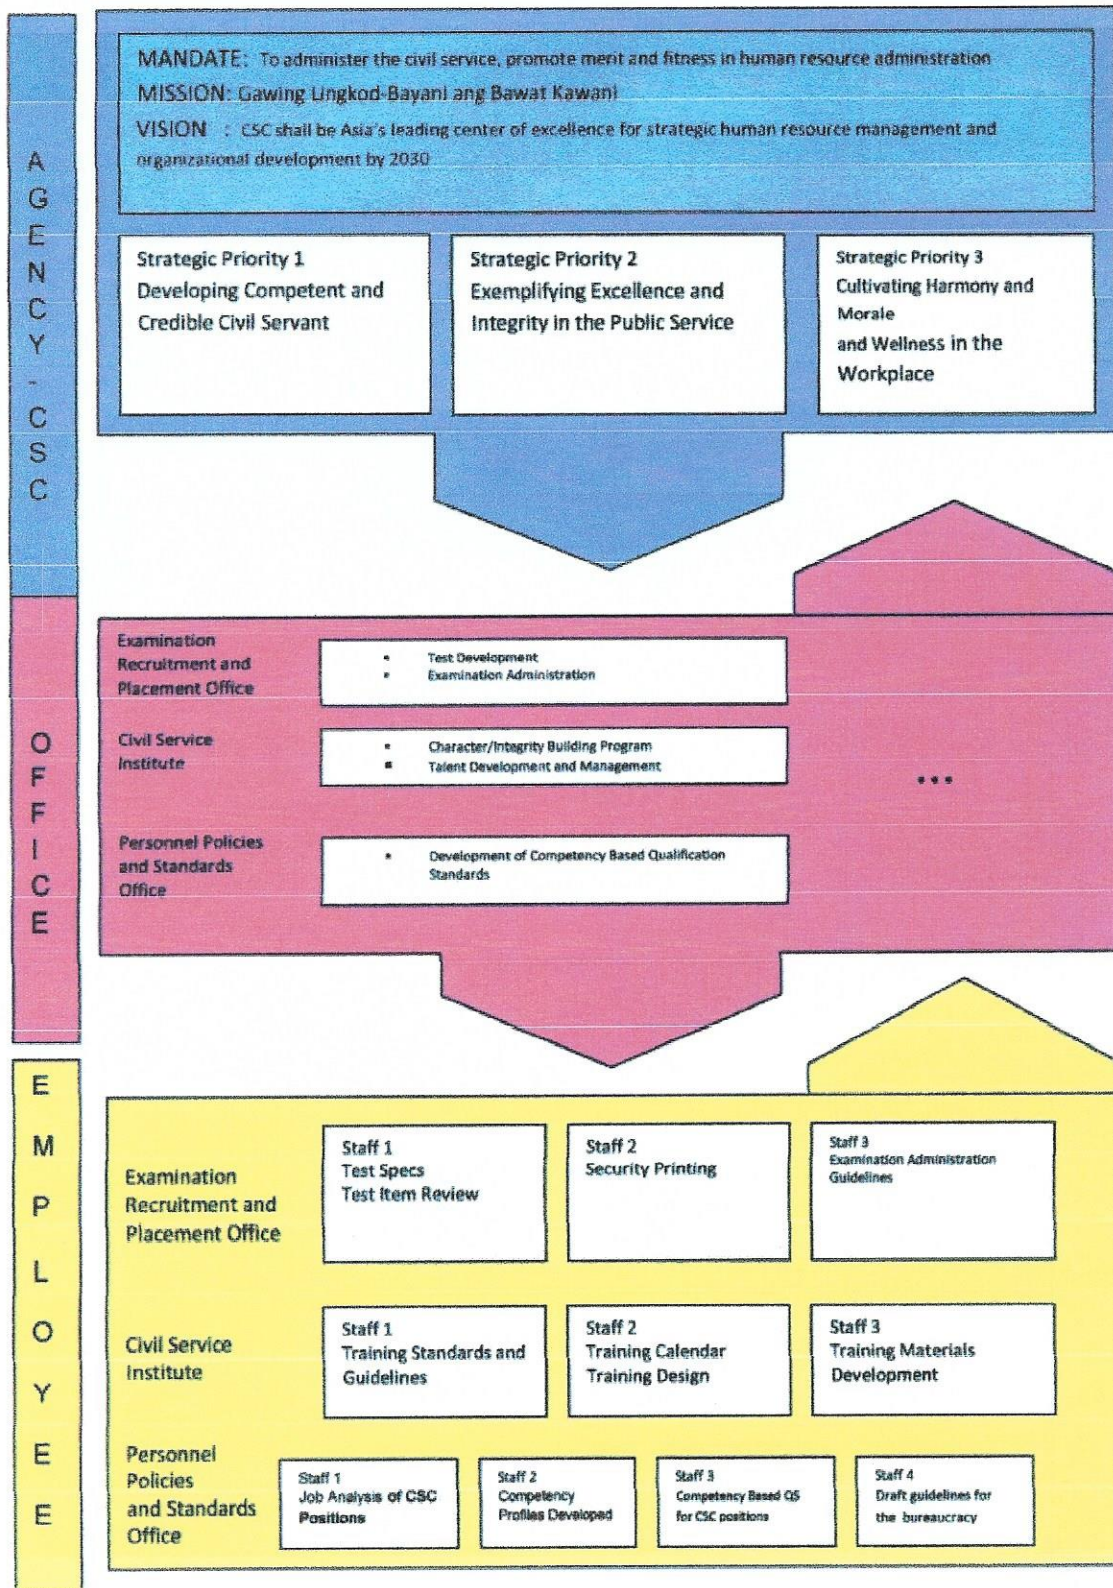 AGENCY-CSC
MANDATE: To administer the civil service, promote merit and fitness in human resource administration
MISSION: Gawing Lingkod-Bayani ang Bawat Kawani
VISION : CSC shall be Asia's leading center of excellence for strategic human resource management and
organizational development by 2030
Strategic Priority 1
Developing Competent and
Credible Civil Servant
Strategic Priority 2
Exemplifying Excellence and
Integrity in the Public Service
Strategic Priority 3
Cultivating Harmony and
Morale
and Wellness in the
Workplace
OFFICE
Examination
Recruitment and
Placement Office
• Test Development
• Examination Administration
Civil Service
Institute
• Character/Integrity Building Program
▪ Talent Development and Management
Personnel Policies
and Standards
Office
• Development of Competency Based Qualification
Standards
...
EMPLOYEE
Examination
Recruitment and
Placement Office
Staff 1
Test Specs
Test Item Review
Staff 2
Security Printing
Staff 3
Examination Administration
Guidelines
Civil Service
Institute
Staff 1
Training Standards and
Guidelines
Staff 2
Training Calendar
Training Design
Staff 3
Training Materials
Development
Personnel
Policies
and Standards
Office
Staff 1
Job Analysis of CSC
Positions
Staff 2
Competency
Profiles Developed
Staff 3
Competency Based QS
for CSC positions
Staff 4
Draft guidelines for
the bureaucracy